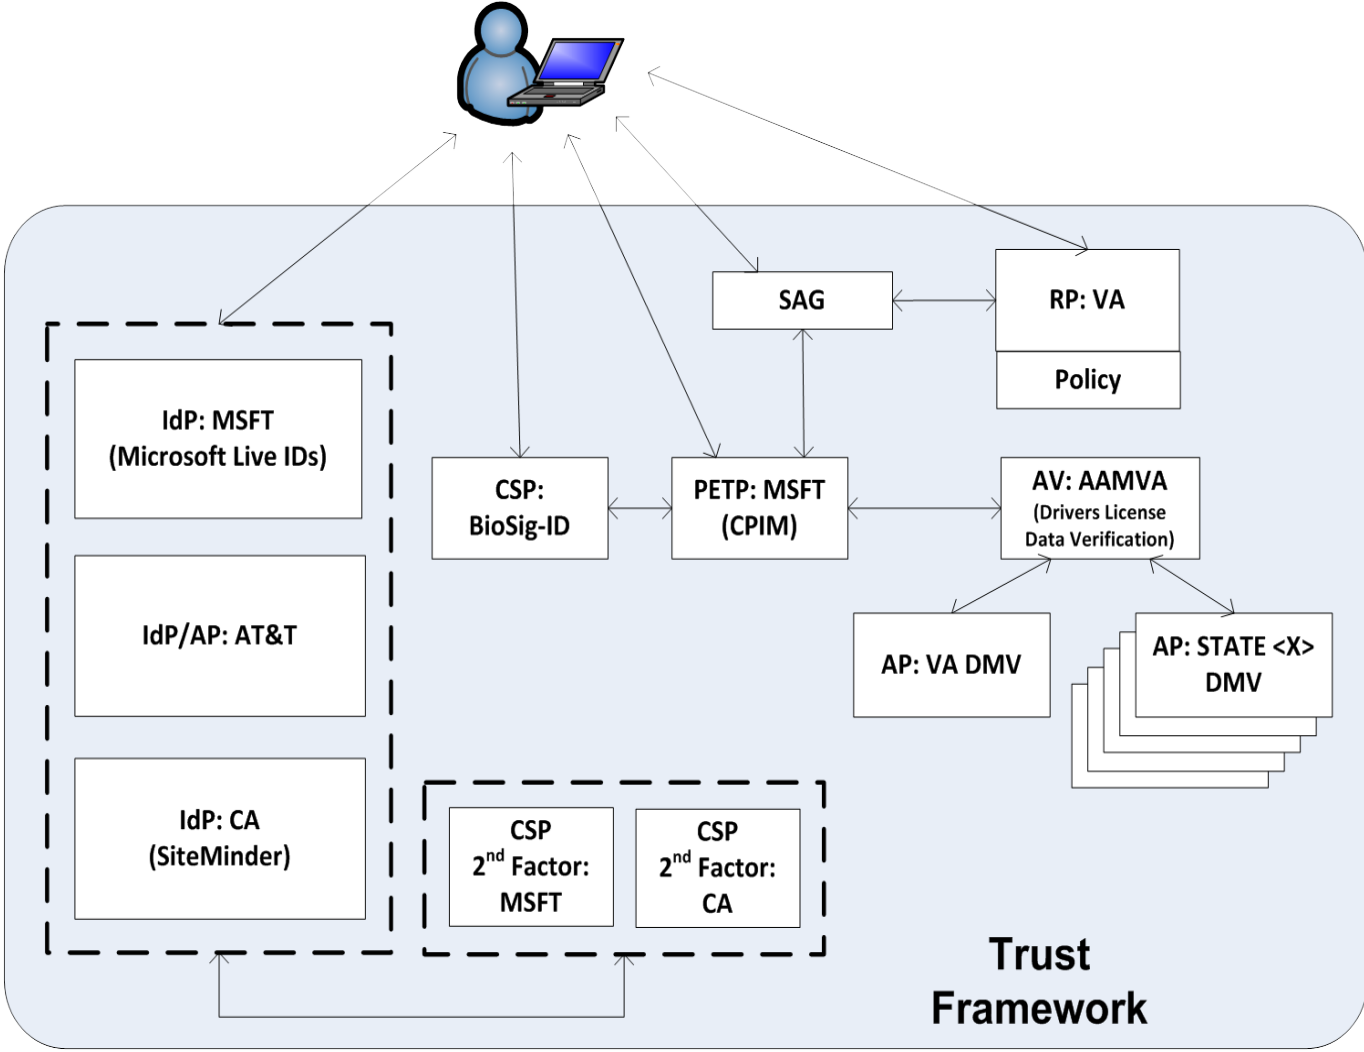 SAG
RP: VA
Policy
IdP: MSFT
(Microsoft Live IDs)
CSP:
BioSig-ID
PETP: MSFT
(CPIM)
AV: AAMVA
(Drivers License
Data Verification)
IdP/AP: AT&T
AP: VA DMV
AP: STATE <X>
DMV
IdP: CA
(SiteMinder)
CSP
2nd Factor:
MSFT
CSP
2nd Factor:
CA
Trust
Framework